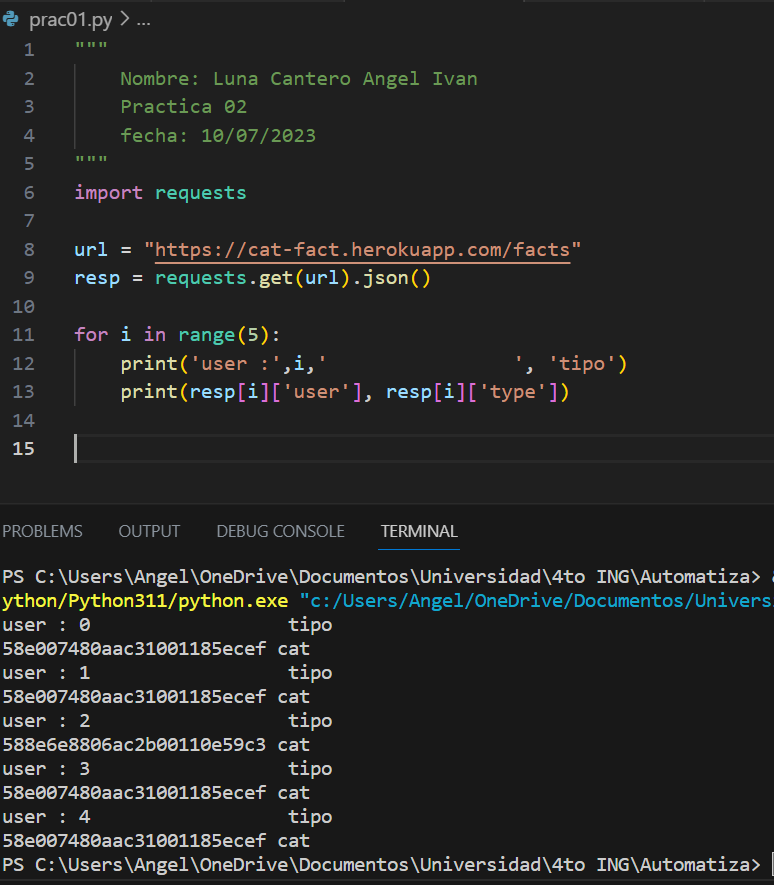 prac01.py > ...
1 """
2     Nombre: Luna Cantero Angel Ivan
3     Practica 02
4     fecha: 10/07/2023
5 """
6 import requests
7
8 url = "https://cat-fact.herokuapp.com/facts"
9 resp = requests.get(url).json()
10
11 for i in range(5):
12     print('user :',i,'                ', 'tipo')
13     print(resp[i]['user'], resp[i]['type'])
14
15
PROBLEMS OUTPUT DEBUG CONSOLE TERMINAL
PS C:\Users\Angel\OneDrive\Documentos\Universidad\4to ING\Automatiza>
ython/Python311/python.exe "c:/Users/Angel/OneDrive/Documentos/Univers
user : 0                  tipo
58e007480aac31001185ecef cat
user : 1                  tipo
58e007480aac31001185ecef cat
user : 2                  tipo
588e6e8806ac2b00110e59c3 cat
user : 3                  tipo
58e007480aac31001185ecef cat
user : 4                  tipo
58e007480aac31001185ecef cat
PS C:\Users\Angel\OneDrive\Documentos\Universidad\4to ING\Automatiza>